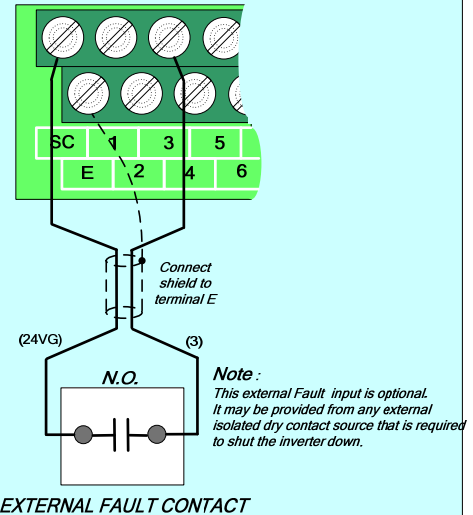 SC 1 3 5
E 2 4 6
Connect
shield to
terminal E
(24VG) (3)
N.O.
Note :
This external Fault input is optional.
It may be provided from any external
isolated dry contact source that is required
to shut the inverter down.
EXTERNAL FAULT CONTACT